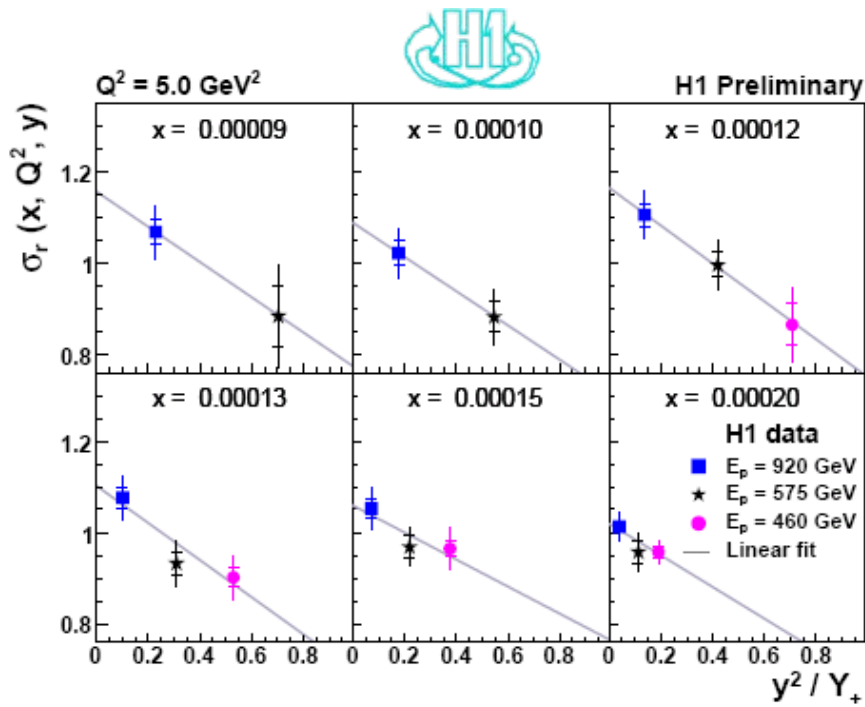 H1
Q² = 5.0 GeV²
H1 Preliminary
σr (x, Q², y)
x = 0.00009
x = 0.00010
x = 0.00012
1.2
1
0.8
x = 0.00013
x = 0.00015
x = 0.00020
1.2
1
0.8
H1 data
Ep = 920 GeV
Ep = 575 GeV
Ep = 460 GeV
Linear fit
0 0.2 0.4 0.6 0.8 0 0.2 0.4 0.6 0.8 0 0.2 0.4 0.6 0.8 1
y² / Y+